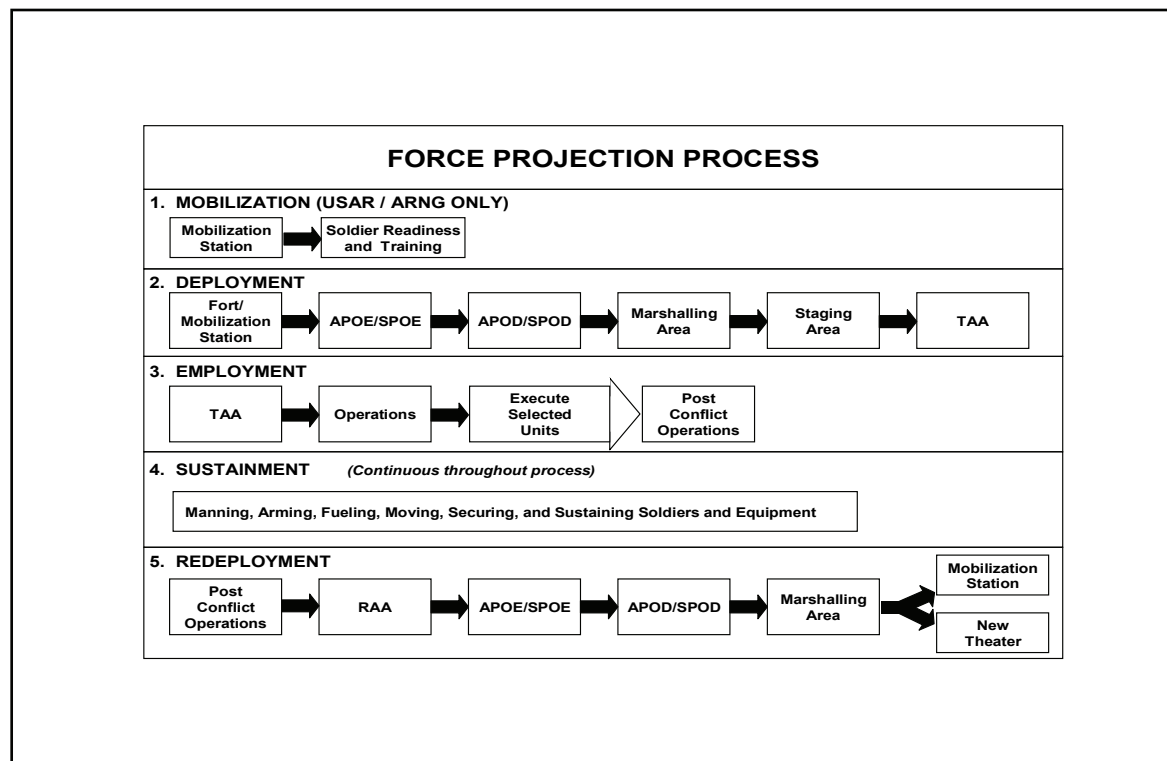 FORCE PROJECTION PROCESS
1. MOBILIZATION (USAR / ARNG ONLY)
Mobilization
Station
Soldier Readiness
and Training
2. DEPLOYMENT
Fort/
Mobilization
Station
APOE/SPOE
APOD/SPOD
Marshalling
Area
Staging
Area
TAA
3. EMPLOYMENT
TAA
Operations
Execute
Selected
Units
Post
Conflict
Operations
4. SUSTAINMENT (Continuous throughout process)
Manning, Arming, Fueling, Moving, Securing, and Sustaining Soldiers and Equipment
5. REDEPLOYMENT
Post
Conflict
Operations
RAA
APOE/SPOE
APOD/SPOD
Marshalling
Area
Mobilization
Station
New
Theater